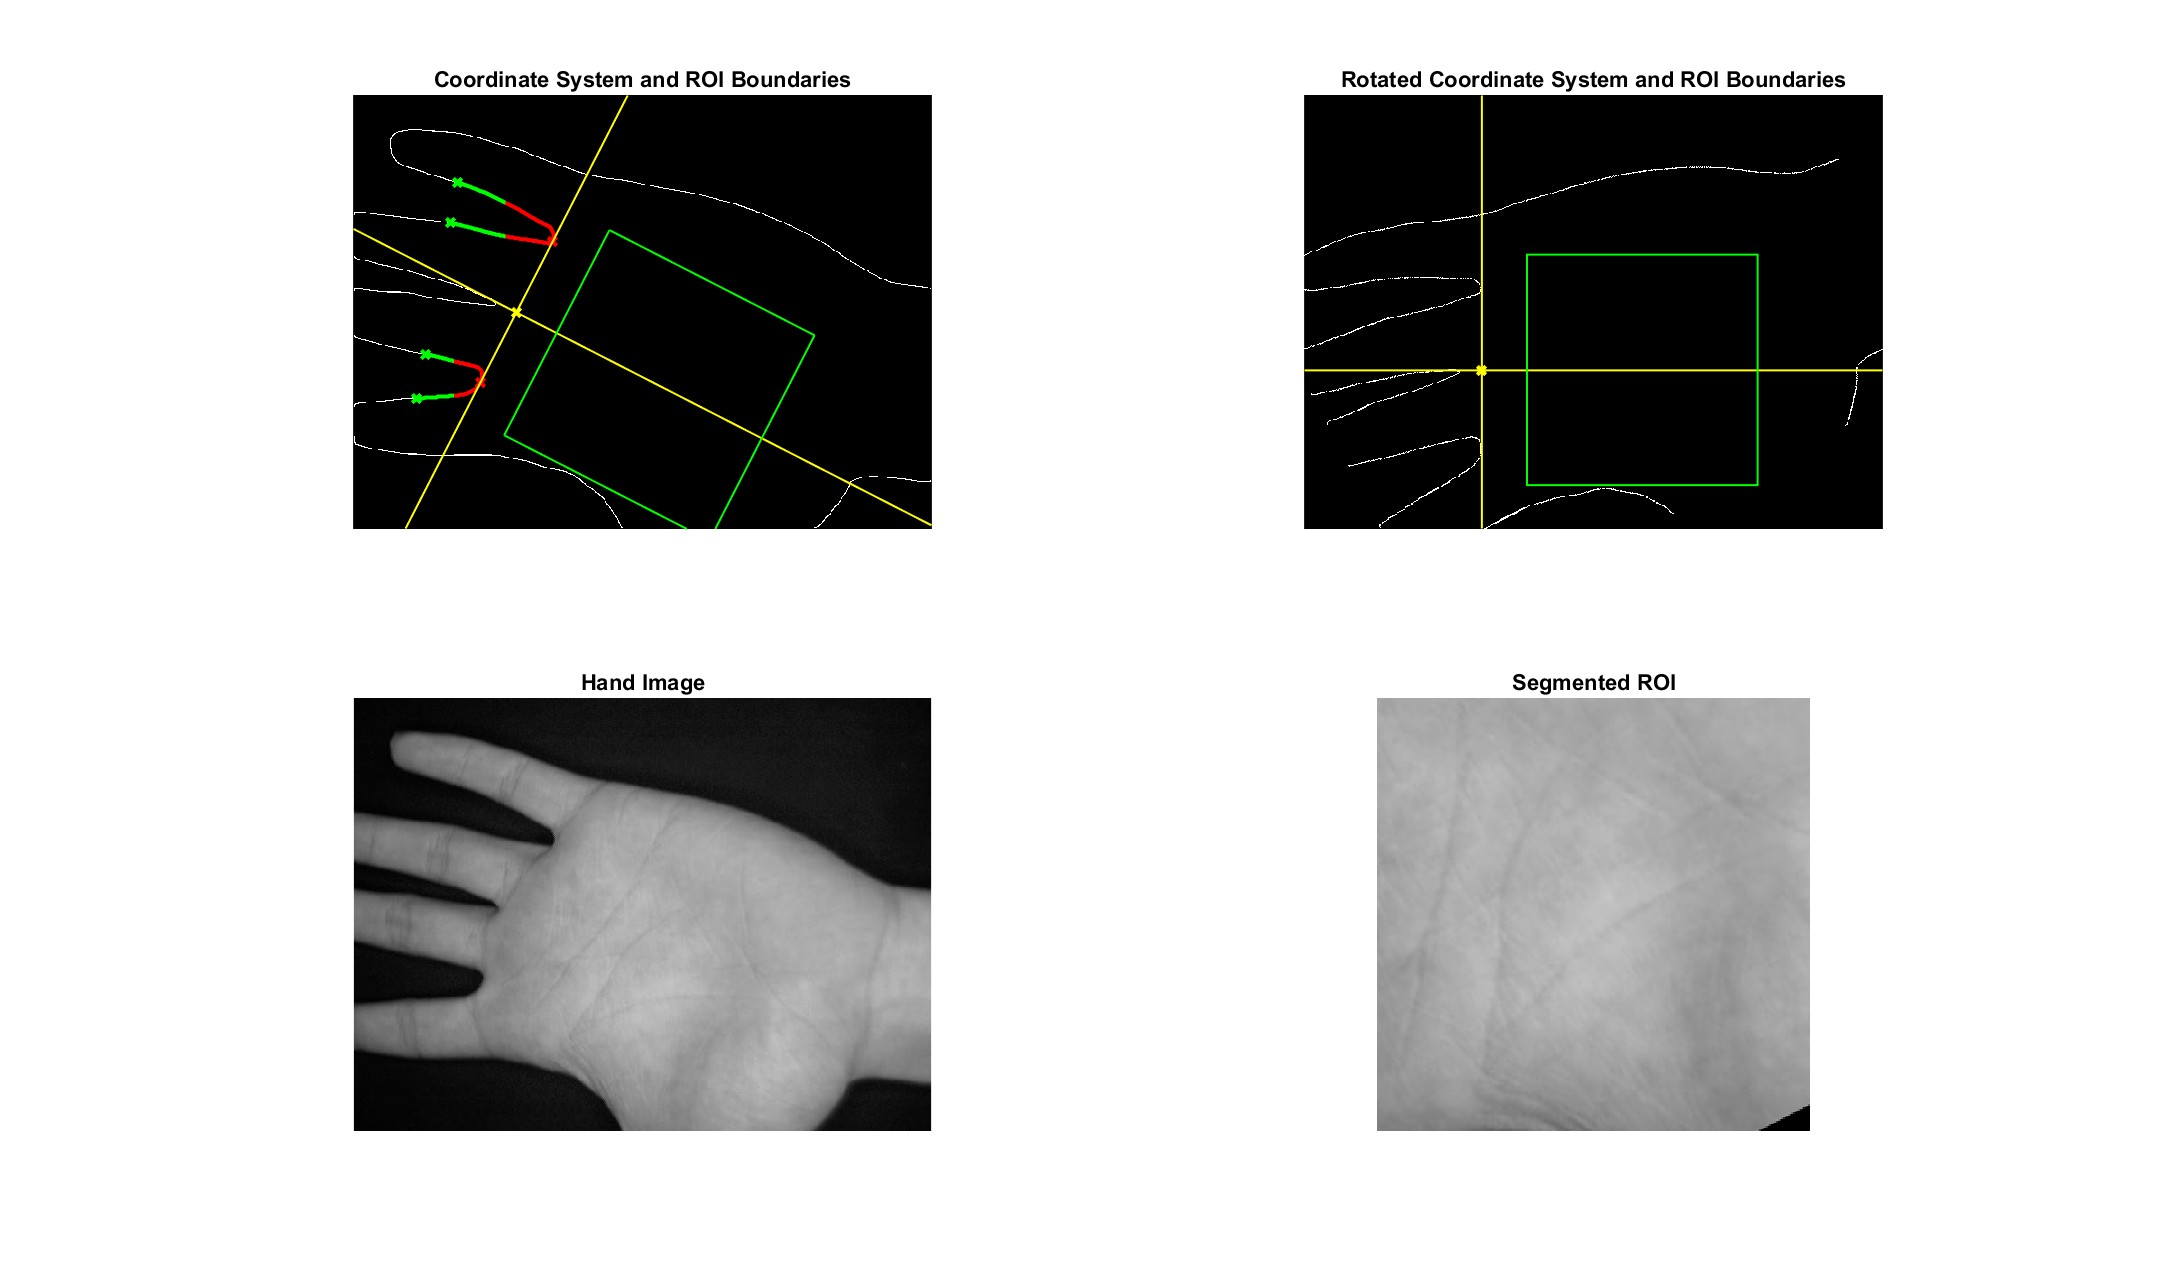 Coordinate System and ROI Boundaries
Rotated Coordinate System and ROI Boundaries
Hand Image
Segmented ROI